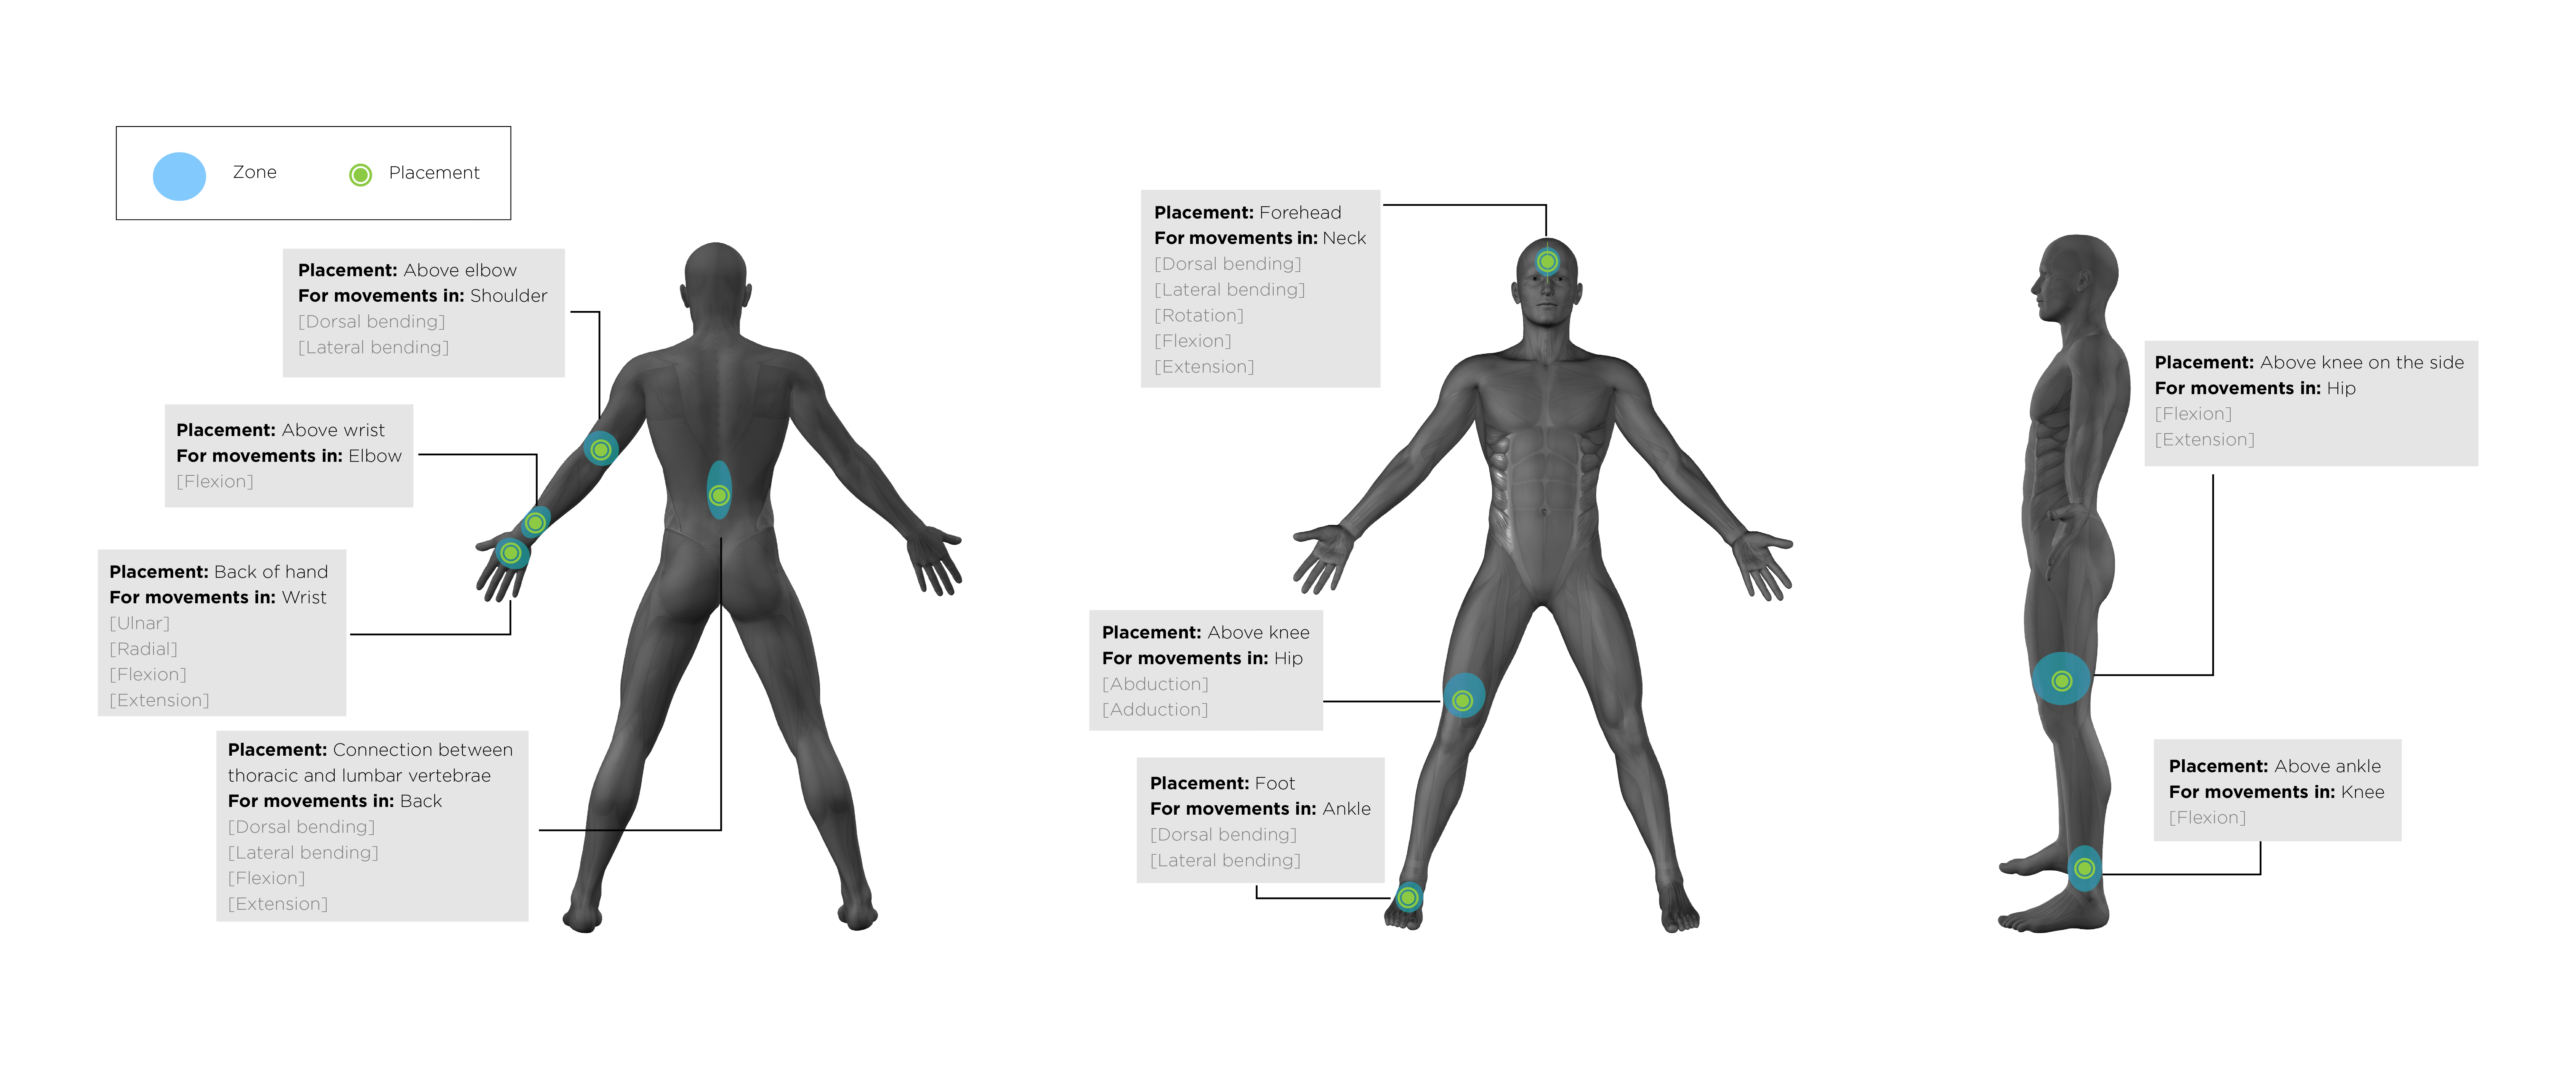 Zone
Placement
Placement: Above elbow
For movements in: Shoulder
[Dorsal bending]
[Lateral bending]
Placement: Above wrist
For movements in: Elbow
[Flexion]
Placement: Back of hand
For movements in: Wrist
[Ulnar]
[Radial]
[Flexion]
[Extension]
Placement: Connection between
thoracic and lumbar vertebrae
For movements in: Back
[Dorsal bending]
[Lateral bending]
[Flexion]
[Extension]
Placement: Forehead
For movements in: Neck
[Dorsal bending]
[Lateral bending]
[Rotation]
[Flexion]
[Extension]
Placement: Above knee
For movements in: Hip
[Abduction]
[Adduction]
Placement: Foot
For movements in: Ankle
[Dorsal bending]
[Lateral bending]
Placement: Above knee on the side
For movements in: Hip
[Flexion]
[Extension]
Placement: Above ankle
For movements in: Knee
[Flexion]